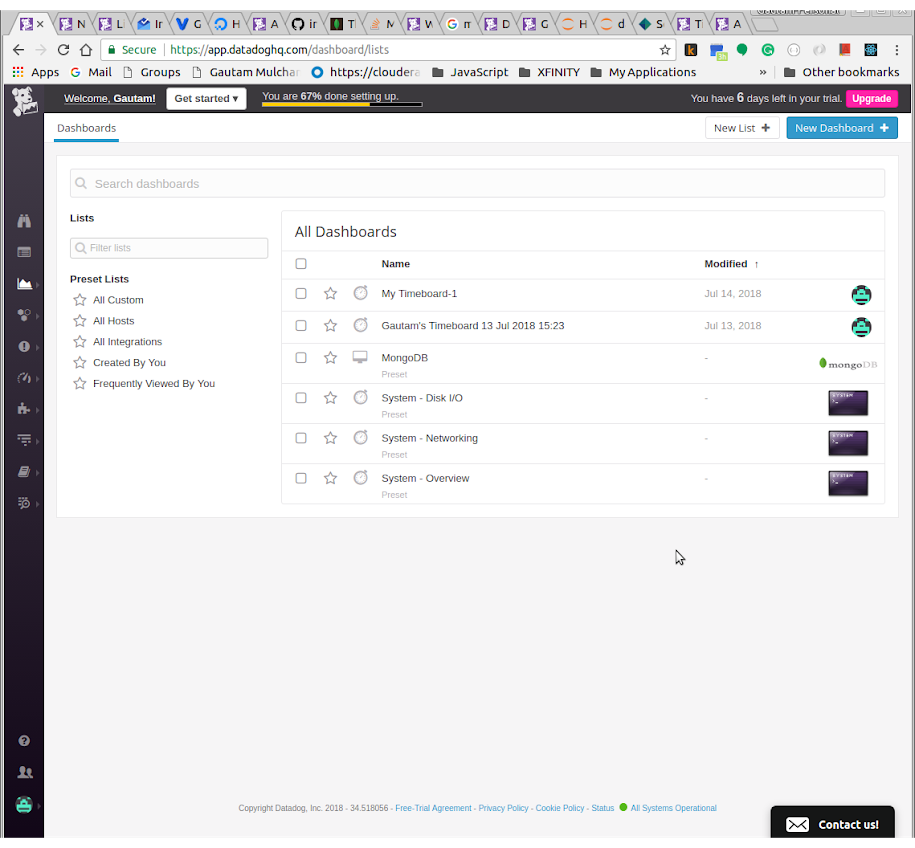 N L Ir G H A ir T M W G m D G H d S T A
Secure https://app.datadoghq.com/dashboard/lists
Apps G Mail Groups Gautam Mulchan https://cloudera JavaScript XFINITY My Applications » Other bookmarks
Welcome, Gautam! Get started ▾ You are 67% done setting up. You have 6 days left in your trial. Upgrade
Dashboards New List + New Dashboard +
Search dashboards
Lists
Filter lists
Preset Lists
All Custom
All Hosts
All Integrations
Created By You
Frequently Viewed By You
All Dashboards
Name Modified ↑
My Timeboard-1 Jul 14, 2018
Gautam's Timeboard 13 Jul 2018 15:23 Jul 13, 2018
MongoDB - mongoDB
Preset
System - Disk I/O - SYSTEM
Preset
System - Networking - SYSTEM
Preset
System - Overview - SYSTEM
Preset
Copyright Datadog, Inc. 2018 - 34.518056 - Free-Trial Agreement - Privacy Policy - Cookie Policy - Status All Systems Operational
Contact us!